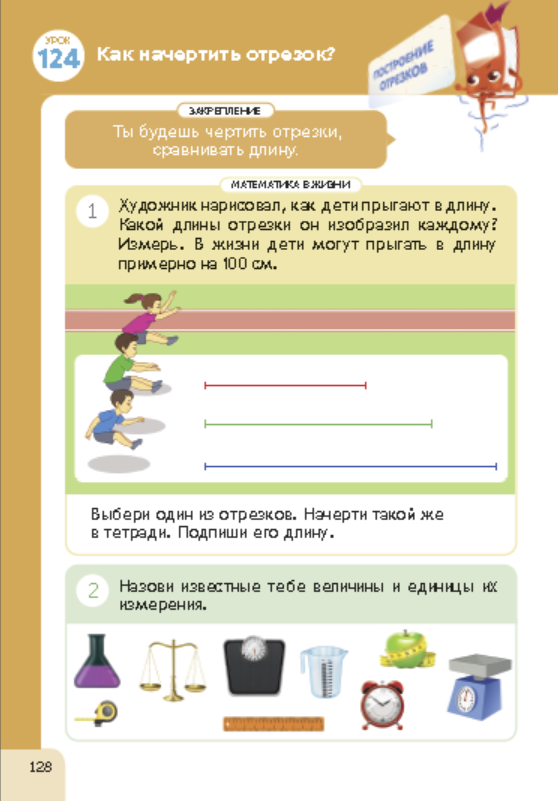 УРОК
124
Как начертить отрезок?
ПОСТРОЕНИЕ
ОТРЕЗКОВ
ЗАКРЕПЛЕНИЕ
Ты будешь чертить отрезки,
сравнивать длину.
МАТЕМАТИКА В ЖИЗНИ
1
Художник нарисовал, как дети прыгают в длину.
Какой длины отрезки он изобразил каждому?
Измерь. В жизни дети могут прыгать в длину
примерно на 100 см.
Выбери один из отрезков. Начерти такой же
в тетради. Подпиши его длину.
2
Назови известные тебе величины и единицы их
измерения.
128